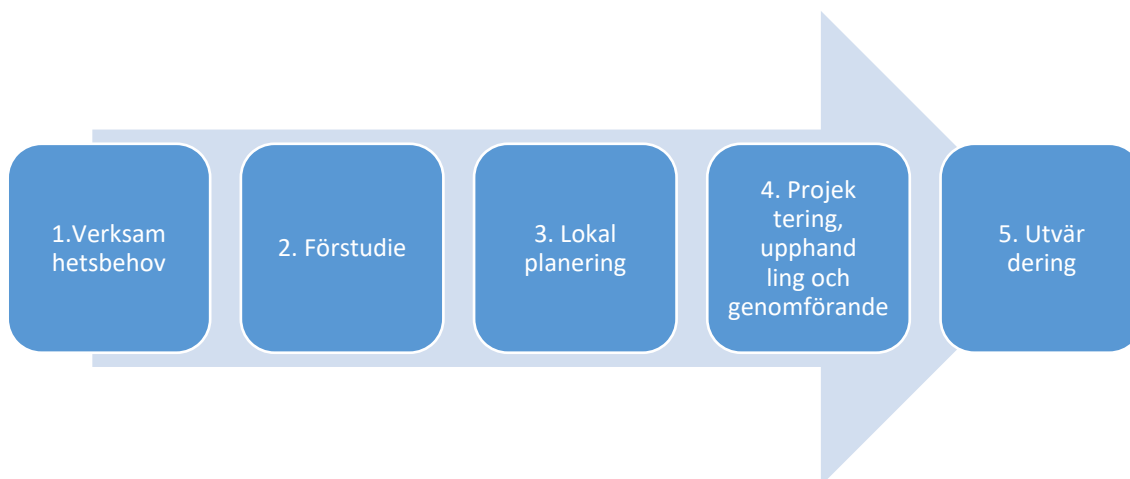 1.Verksam
hetsbehov
2. Förstudie
3. Lokal
planering
4. Projek
tering,
upphand
ling och
genomförande
5. Utvär
dering